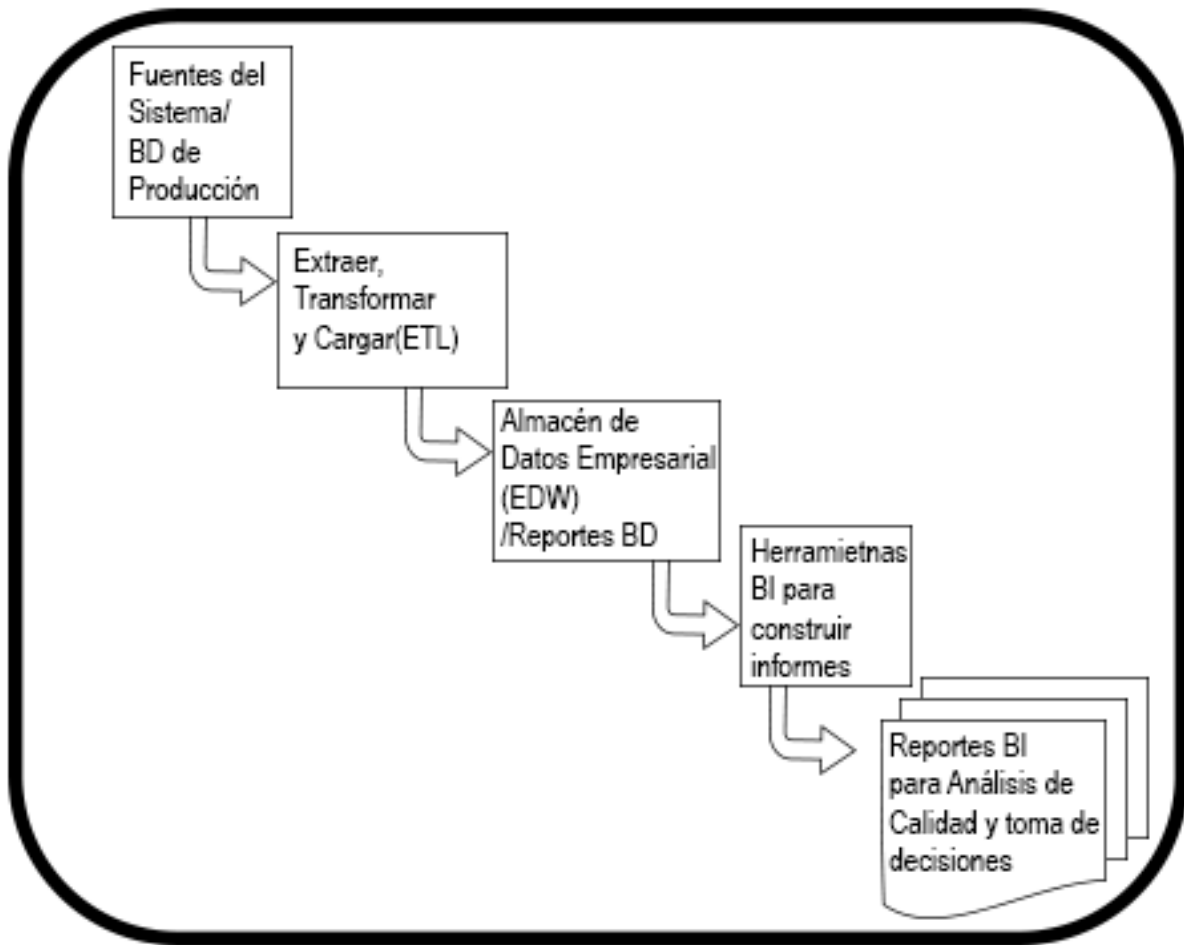 Fuentes del
Sistema/
BD de
Producción
Extraer,
Transformar
y Cargar(ETL)
Almacén de
Datos Empresarial
(EDW)
/Reportes BD
Herramietnas
BI para
construir
informes
Reportes BI
para Análisis de
Calidad y toma de
decisiones